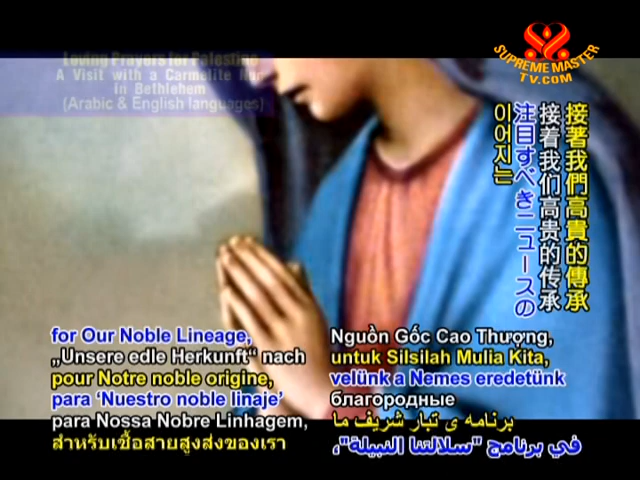 Loving Prayers for Palestine
A Visit with a Carmelite Nun
in Bethlehem
(Arabic & English languages)
SUPREME MASTER
TV.COM
接著我們高貴的傳承
接着我们高贵的传承
注目すべきニュースの
이어지는
for Our Noble Lineage,
„Unsere edle Herkunft“ nach
pour Notre noble origine,
para ‘Nuestro noble linaje’
para Nossa Nobre Linhagem,
สำหรับเชื้อสายสูงส่งของเรา
Nguồn Gốc Cao Thượng,
untuk Silsilah Mulia Kita,
velünk a Nemes eredetünk
благородные
برنامه ی تبار شریف ما
في برنامج "سلالتنا النبيلة"،